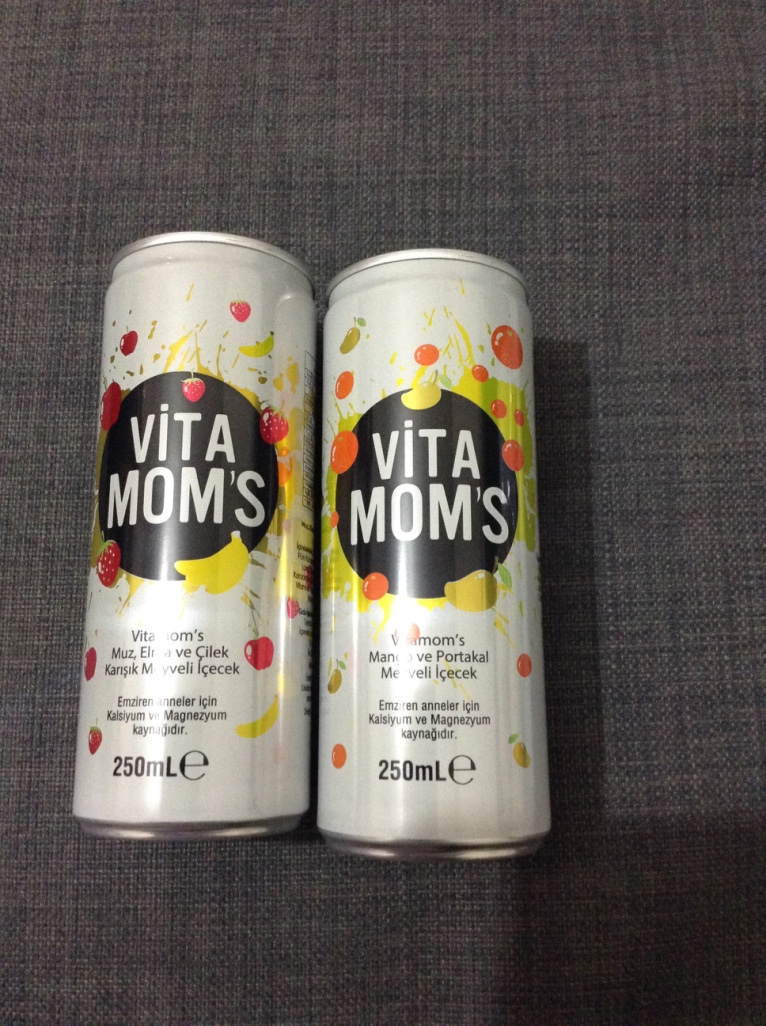 VİTA
MOM'S
Vitamom's
Muz, Elma ve Çilek
Karışık Meyveli İçecek
Emziren anneler için
Kalsiyum ve Magnezyum
kaynağıdır.
250mL℮
VİTA
MOM'S
Vitamom's
Mango ve Portakal
Meyveli İçecek
Emziren anneler için
Kalsiyum ve Magnezyum
kaynağıdır.
250mL℮